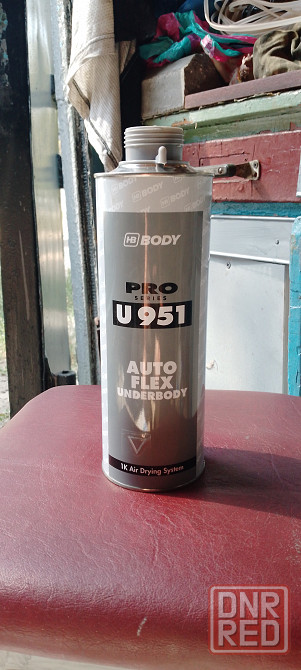 HB BODY
PRO
SERIES
U 951
AUTO
FLEX
UNDERBODY
1K Air Drying System
DNR
RED